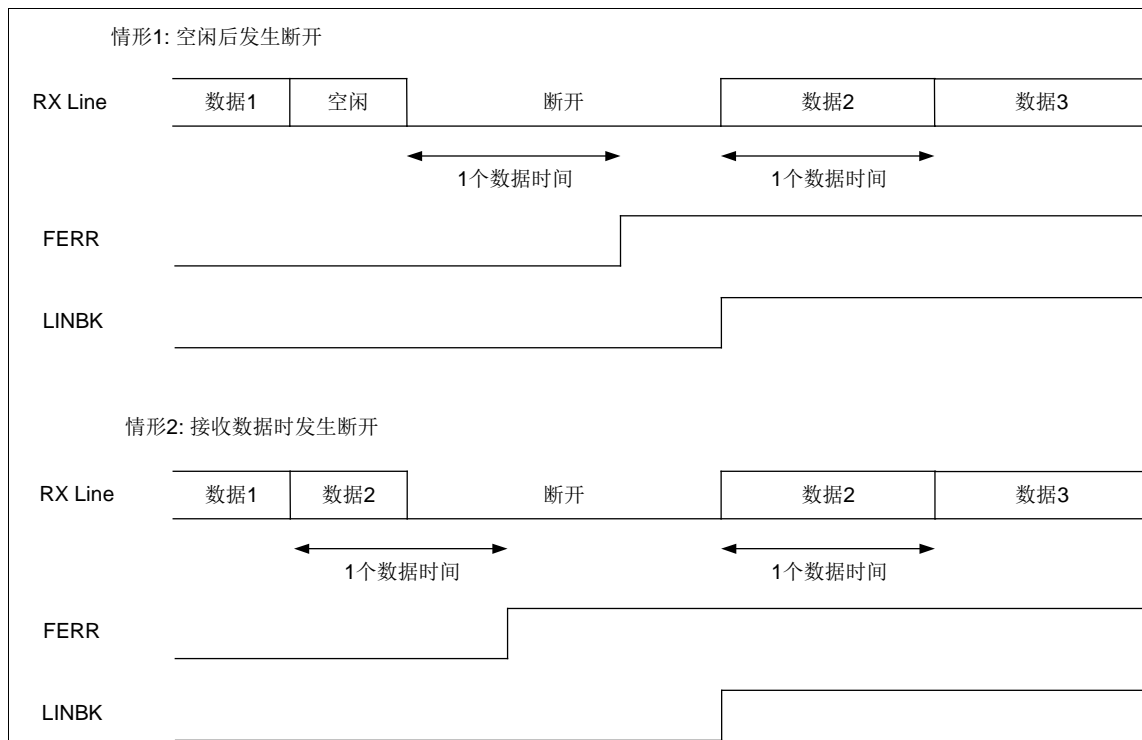 情形1: 空闲后发生断开
RX Line 数据1 空闲 断开 数据2 数据3
1个数据时间 1个数据时间
FERR
LINBK
情形2: 接收数据时发生断开
RX Line 数据1 数据2 断开 数据2 数据3
1个数据时间 1个数据时间
FERR
LINBK